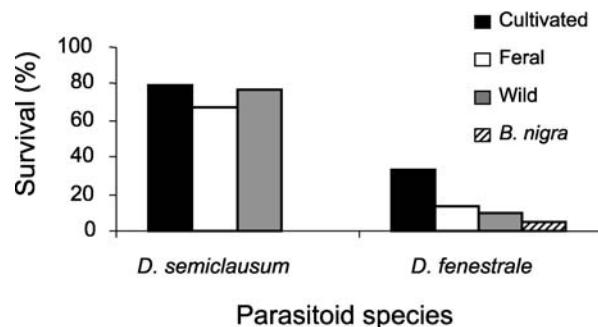 Cultivated
Feral
Wild
B. nigra
Survival (%)
100
80
60
40
20
0
D. semiclausum D. fenestrale
Parasitoid species